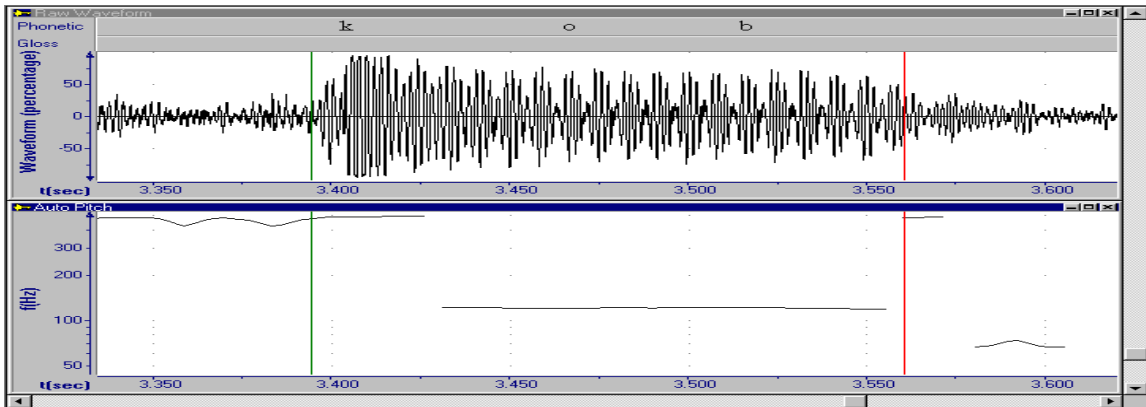 Raw Waveform
Phonetic k o b
Gloss
Waveform (percentage)
50
0
-50
t(sec) 3.350 3.400 3.450 3.500 3.550 3.600
Auto Pitch
f(Hz)
300
200
100
50
t(sec) 3.350 3.400 3.450 3.500 3.550 3.600